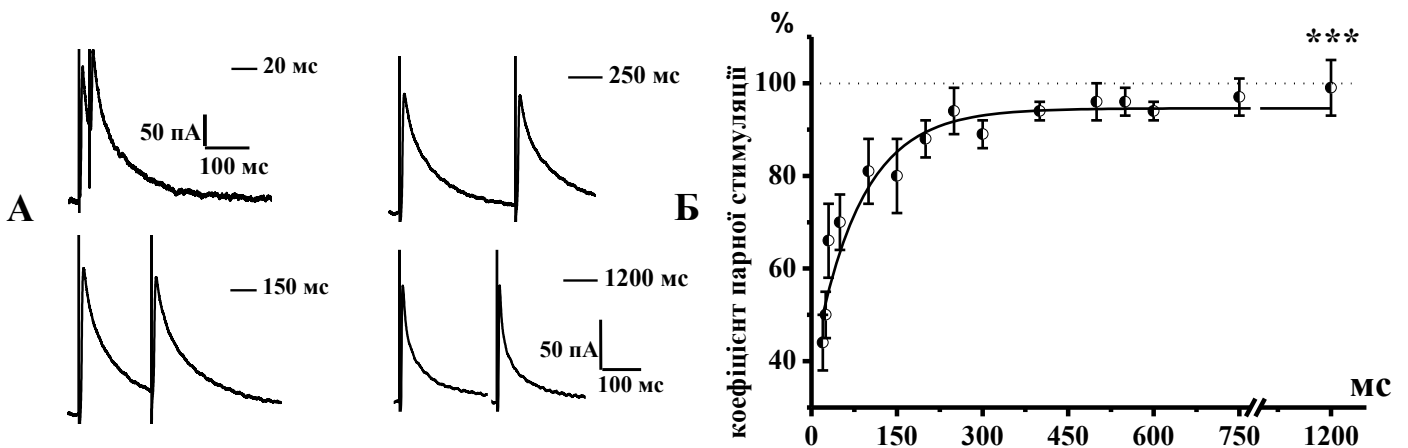 А
20 мс
50 пА
100 мс
250 мс
150 мс
1200 мс
50 пА
100 мс
Б
%
коефіцієнт парної стимуляції
100
80
60
40
***
мс
0 150 300 450 600 750 1200